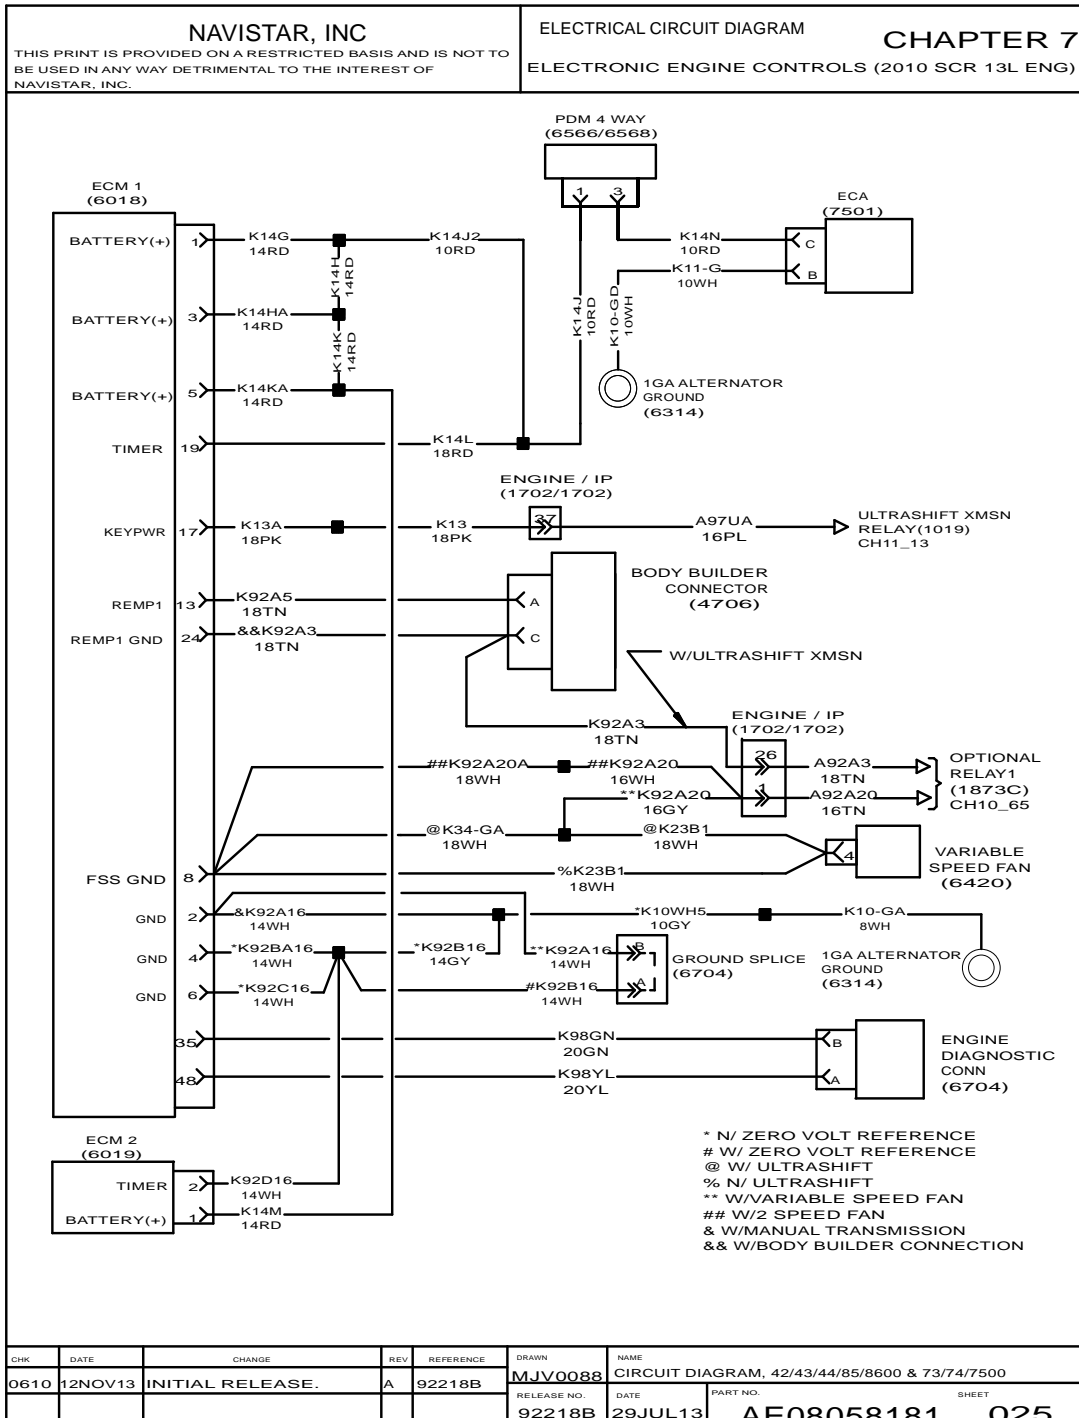 NAVISTAR, INC
THIS PRINT IS PROVIDED ON A RESTRICTED BASIS AND IS NOT TO
BE USED IN ANY WAY DETRIMENTAL TO THE INTEREST OF
NAVISTAR, INC.
ELECTRICAL CIRCUIT DIAGRAM
CHAPTER 7
ELECTRONIC ENGINE CONTROLS (2010 SCR 13L ENG)
PDM 4 WAY
(6566/6568)
1
3
ECM 1
(6018)
ECA
(7501)
BATTERY(+)
1
K14G
14RD
K14J2
10RD
K14N
10RD
C
K11-G
10WH
B
K14H
14RD
K14J
10RD
K10-GD
10WH
BATTERY(+)
3
K14HA
14RD
K14K
14RD
1GA ALTERNATOR
GROUND
(6314)
BATTERY(+)
5
K14KA
14RD
TIMER
19
K14L
18RD
ENGINE / IP
(1702/1702)
KEYPWR
17
K13A
18PK
K13
18PK
37
A97UA
16PL
ULTRASHIFT XMSN
RELAY(1019)
CH11_13
BODY BUILDER
CONNECTOR
(4706)
REMP1
13
K92A5
18TN
A
REMP1 GND
24
&&K92A3
18TN
C
W/ULTRASHIFT XMSN
K92A3
18TN
ENGINE / IP
(1702/1702)
26
A92A3
18TN
OPTIONAL
RELAY1
(1873C)
CH10_65
##K92A20A
18WH
##K92A20
16WH
**K92A20
16GY
1
A92A20
16TN
@K34-GA
18WH
@K23B1
18WH
4
VARIABLE
SPEED FAN
(6420)
FSS GND
8
%K23B1
18WH
GND
2
&K92A16
14WH
*K10WH5
10GY
K10-GA
8WH
GND
4
*K92BA16
14WH
*K92B16
14GY
**K92A16
14WH
B
GROUND SPLICE
(6704)
1GA ALTERNATOR
GROUND
(6314)
GND
6
*K92C16
14WH
#K92B16
14WH
A
35
K98GN
20GN
B
ENGINE
DIAGNOSTIC
CONN
(6704)
48
K98YL
20YL
A
ECM 2
(6019)
TIMER
2
K92D16
14WH
BATTERY(+)
1
K14M
14RD
* N/ ZERO VOLT REFERENCE
# W/ ZERO VOLT REFERENCE
@ W/ ULTRASHIFT
% N/ ULTRASHIFT
** W/VARIABLE SPEED FAN
## W/2 SPEED FAN
& W/MANUAL TRANSMISSION
&& W/BODY BUILDER CONNECTION
CHK DATE CHANGE REV REFERENCE
0610 12NOV13 INITIAL RELEASE. A 92218B
DRAWN
MJV0088
NAME
CIRCUIT DIAGRAM, 42/43/44/85/8600 & 73/74/7500
RELEASE NO.
92218B
DATE
29JUL13
PART NO.
AE08058181
SHEET
025